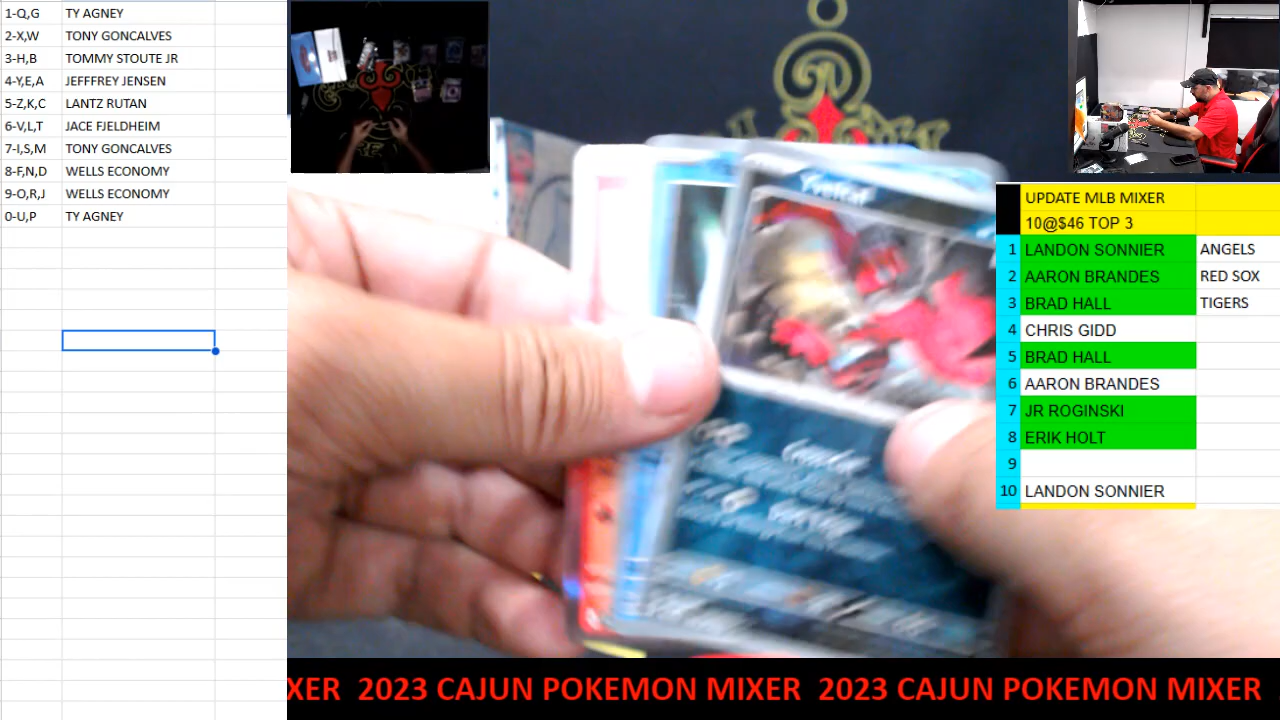 1-Q,G TY AGNEY
2-X,W TONY GONCALVES
3-H,B TOMMY STOUTE JR
4-Y,E,A JEFFFREY JENSEN
5-Z,K,C LANTZ RUTAN
6-V,L,T JACE FJELDHEIM
7-I,S,M TONY GONCALVES
8-F,N,D WELLS ECONOMY
9-O,R,J WELLS ECONOMY
0-U,P TY AGNEY
Yveltal
UPDATE MLB MIXER
10@$46 TOP 3
1 LANDON SONNIER ANGELS
2 AARON BRANDES RED SOX
3 BRAD HALL TIGERS
4 CHRIS GIDD
5 BRAD HALL
6 AARON BRANDES
7 JR ROGINSKI
8 ERIK HOLT
9
10 LANDON SONNIER
XER 2023 CAJUN POKEMON MIXER 2023 CAJUN POKEMON MIXER